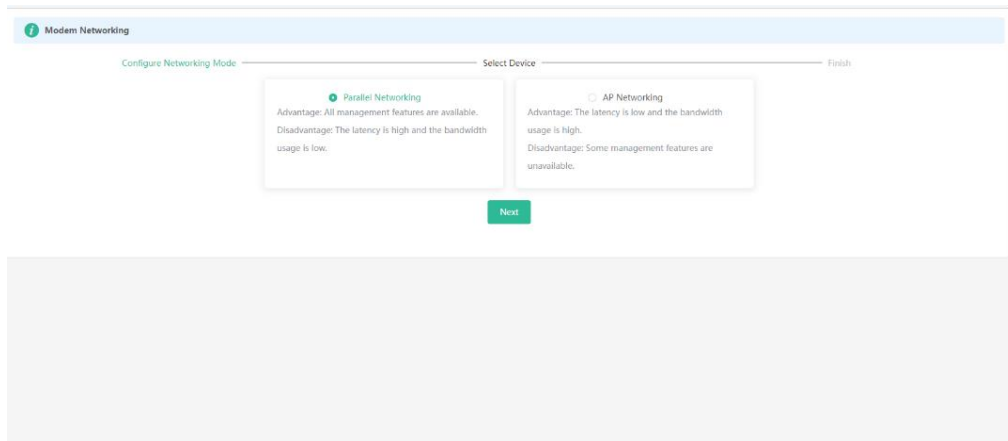 Modem Networking
Configure Networking Mode
Select Device
Finish
Parallel Networking
Advantage: All management features are available.
Disadvantage: The latency is high and the bandwidth
usage is low.
AP Networking
Advantage: The latency is low and the bandwidth
usage is high.
Disadvantage: Some management features are
unavailable.
Next